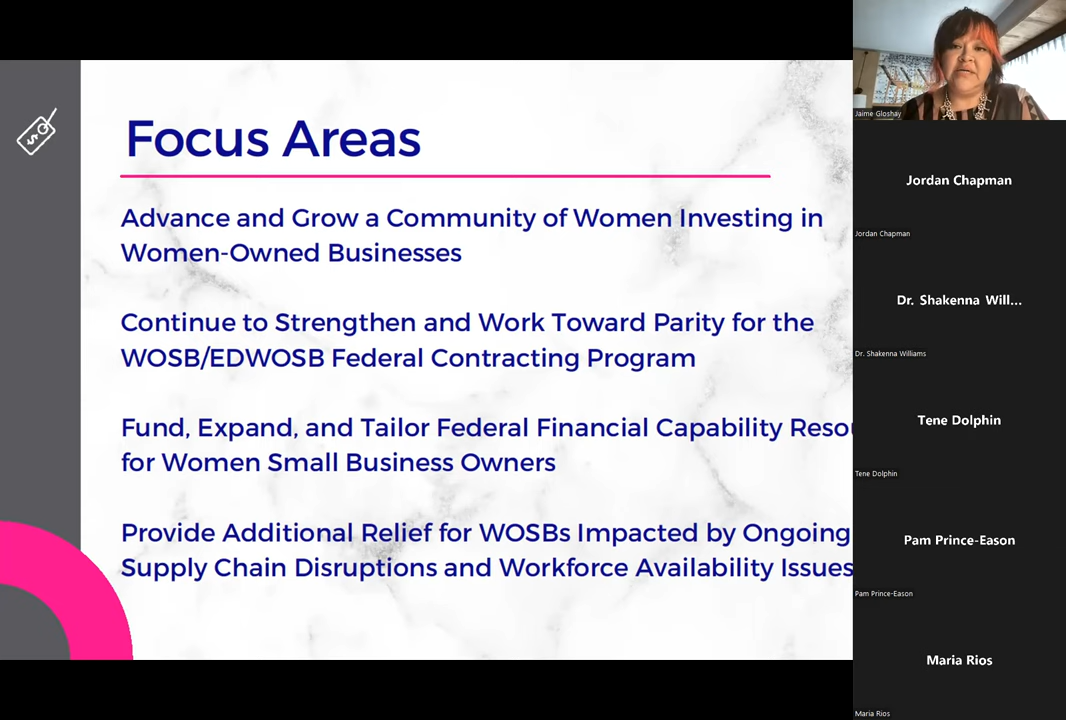 Focus Areas
Advance and Grow a Community of Women Investing in
Women-Owned Businesses
Continue to Strengthen and Work Toward Parity for the
WOSB/EDWOSB Federal Contracting Program
Fund, Expand, and Tailor Federal Financial Capability Resou
for Women Small Business Owners
Provide Additional Relief for WOSBs Impacted by Ongoing
Supply Chain Disruptions and Workforce Availability Issues
Jaime Gloshay
Jordan Chapman
Jordan Chapman
Dr. Shakenna Will...
Dr. Shakenna Williams
Tene Dolphin
Tene Dolphin
Pam Prince-Eason
Pam Prince-Eason
Maria Rios
Maria Rios